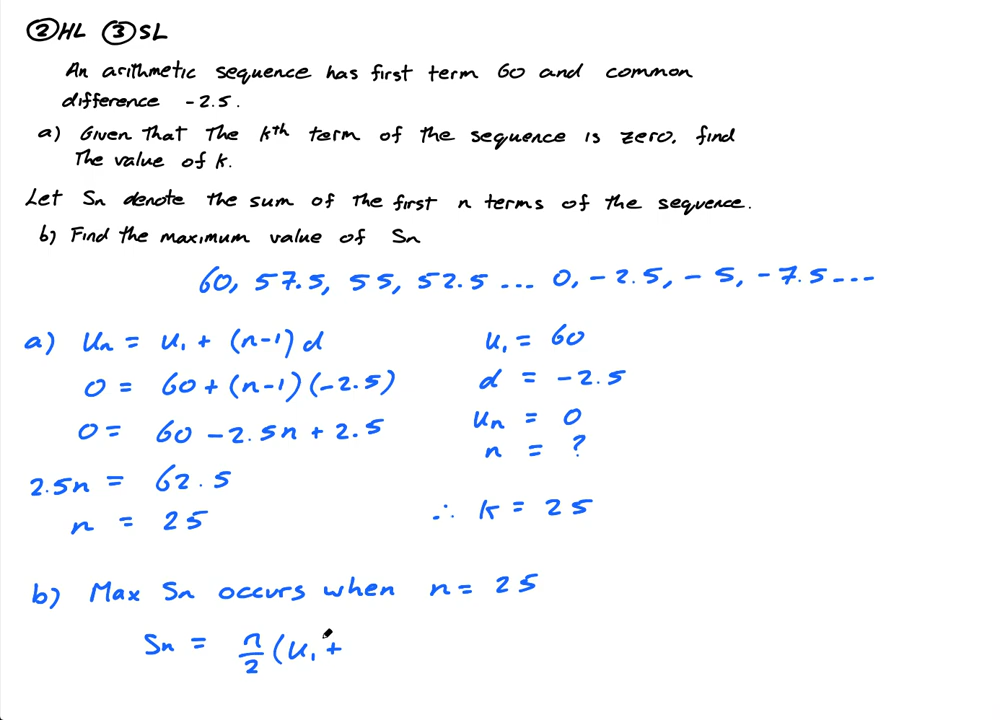 ②HL ③SL
An arithmetic sequence has first term 60 and common
difference -2.5.
a) Given that the kth term of the sequence is zero, find
the value of k.
Let Sn denote the sum of the first n terms of the sequence.
b) Find the maximum value of Sn
60, 57.5, 55, 52.5 ... 0, -2.5, -5, -7.5 ...
a) un = u1 + (n-1)d
u1 = 60
0 = 60 + (n-1)(-2.5)
d = -2.5
0 = 60 - 2.5n + 2.5
un = 0
n = ?
2.5n = 62.5
n = 25
∴ k = 25
b) Max Sn occurs when n = 25
Sn = n/2 (u1 +